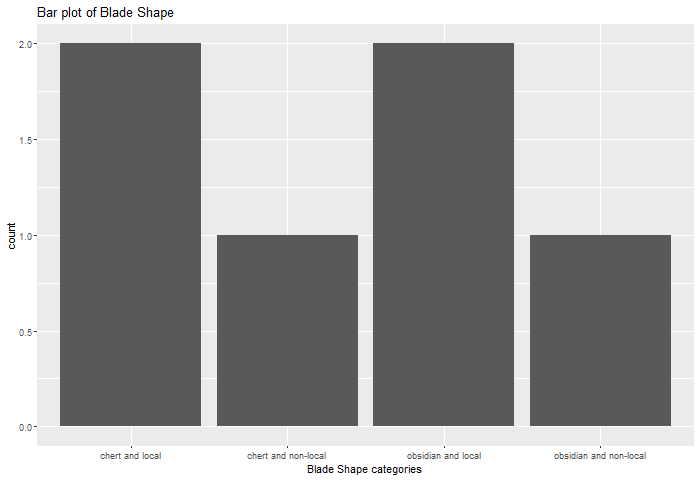 Bar plot of Blade Shape
count
2.0
1.5
1.0
0.5
0.0
chert and local chert and non-local obsidian and local obsidian and non-local
Blade Shape categories